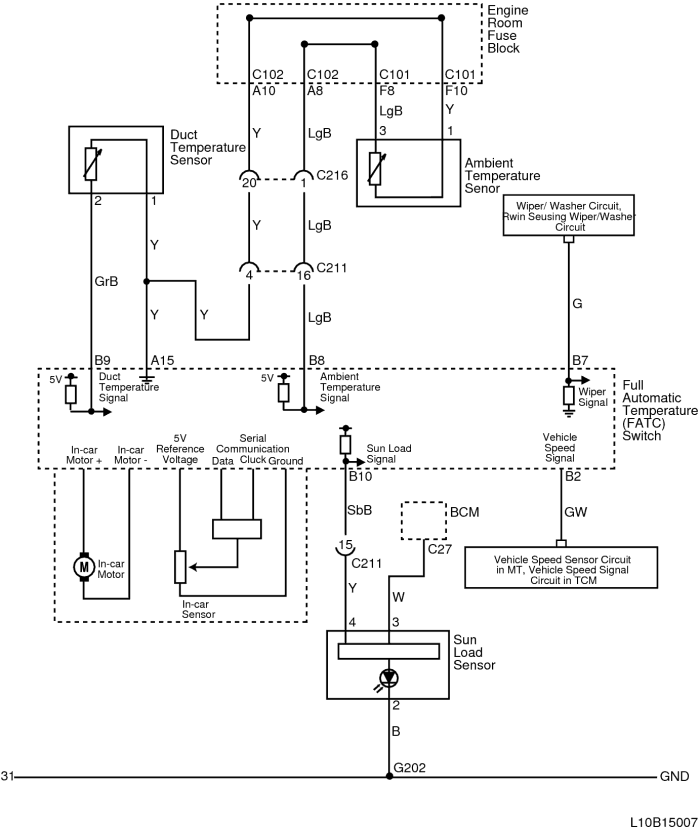 Engine
Room
Fuse
Block
C102
C102
C101
C101
A10
A8
F8
F10
Y
LgB
LgB
Y
3
1
Duct
Temperature
Sensor
2
1
20
1
C216
Ambient
Temperature
Senor
Wiper/ Washer Circuit,
Rwin Seusing Wiper/Washer
Circuit
Y
Y
LgB
4
16
C211
GrB
Y
Y
LgB
G
B9
A15
B8
B7
5V
Duct
Temperature
Signal
5V
Ambient
Temperature
Signal
Wiper
Signal
Full
Automatic
Temperature
(FATC)
Switch
In-car
Motor +
In-car
Motor -
5V
Reference
Voltage
Serial
Communication
Data
Cluck
Ground
Sun Load
Signal
Vehicle
Speed
Signal
B10
B2
SbB
BCM
GW
15
C211
C27
Vehicle Speed Sensor Circuit
in MT, Vehicle Speed Signal
Circuit in TCM
M
In-car
Motor
In-car
Sensor
Y
W
4
3
Sun
Load
Sensor
2
B
G202
31
GND
L10B15007